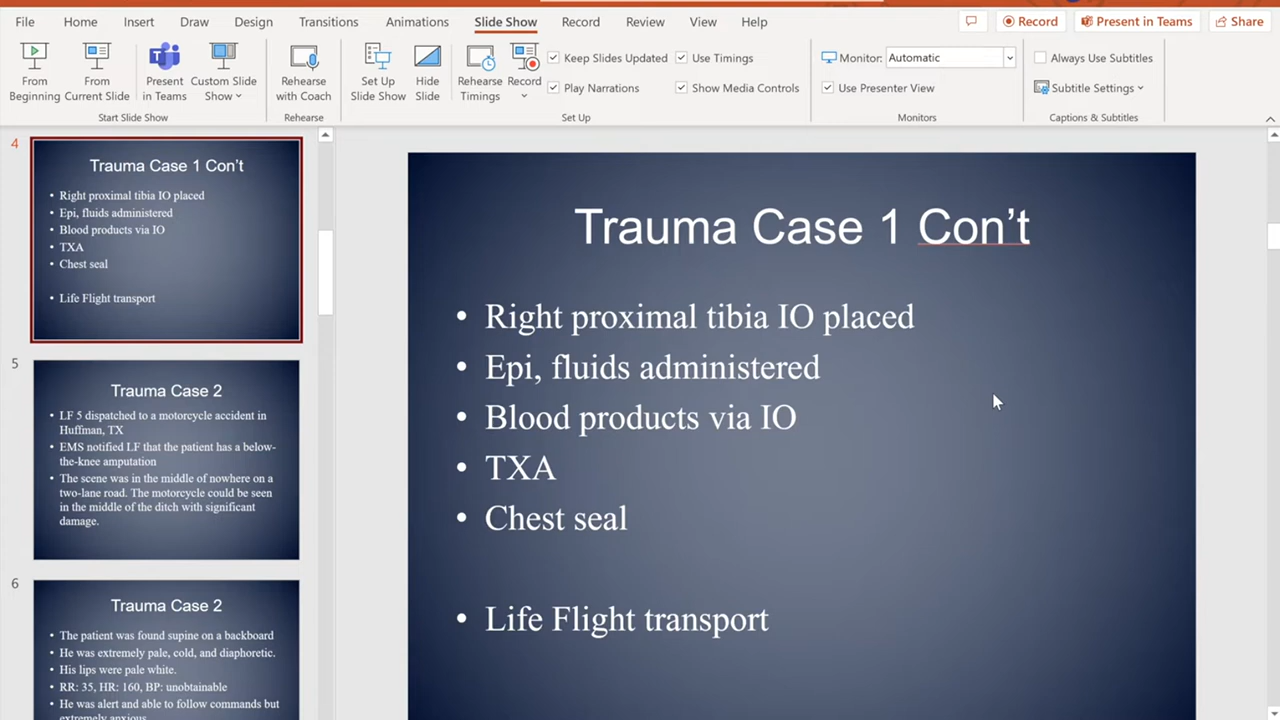 File Home Insert Draw Design Transitions Animations Slide Show Record Review View Help Record Present in Teams Share
From Beginning
From Current Slide
Present in Teams
Custom Slide Show
Rehearse with Coach
Set Up Slide Show
Hide Slide
Rehearse Timings
Record
Keep Slides Updated
Use Timings
Play Narrations
Show Media Controls
Monitor: Automatic
Use Presenter View
Always Use Subtitles
Subtitle Settings
Start Slide Show
Rehearse
Set Up
Monitors
Captions & Subtitles
4
Trauma Case 1 Con't
• Right proximal tibia IO placed
• Epi, fluids administered
• Blood products via IO
• TXA
• Chest seal
• Life Flight transport
5
Trauma Case 2
• LF 5 dispatched to a motorcycle accident in
Huffman, TX
• EMS notified LF that the patient has a below-
the-knee amputation
• The scene was in the middle of nowhere on a
two-lane road. The motorcycle could be seen
in the middle of the ditch with significant
damage.
6
Trauma Case 2
• The patient was found supine on a backboard
• He was extremely pale, cold, and diaphoretic.
• His lips were pale white.
• RR: 35, HR: 160, BP: unobtainable
• He was alert and able to follow commands but
extremely anxious
Trauma Case 1 Con't
• Right proximal tibia IO placed
• Epi, fluids administered
• Blood products via IO
• TXA
• Chest seal
• Life Flight transport